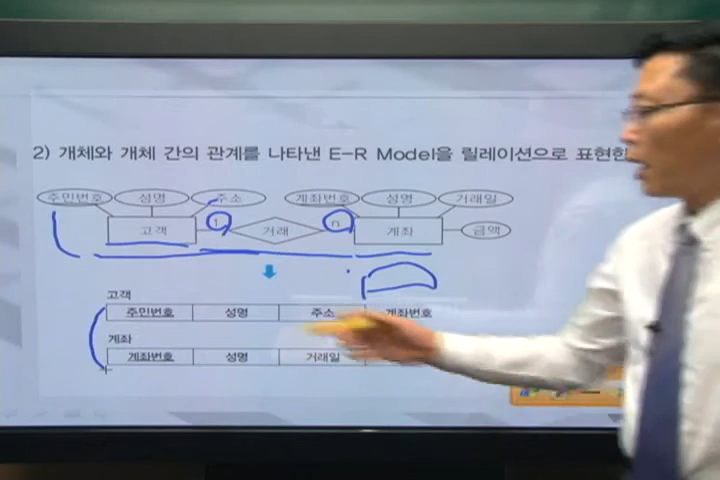 2) 개체와 개체 간의 관계를 나타낸 E-R Model을 릴레이션으로 표현한
주민번호 성명 주소 계좌번호 성명 거래일
고객 1 거래 n 계좌 금액
고객
주민번호 성명 주소 계좌번호
계좌
계좌번호 성명 거래일